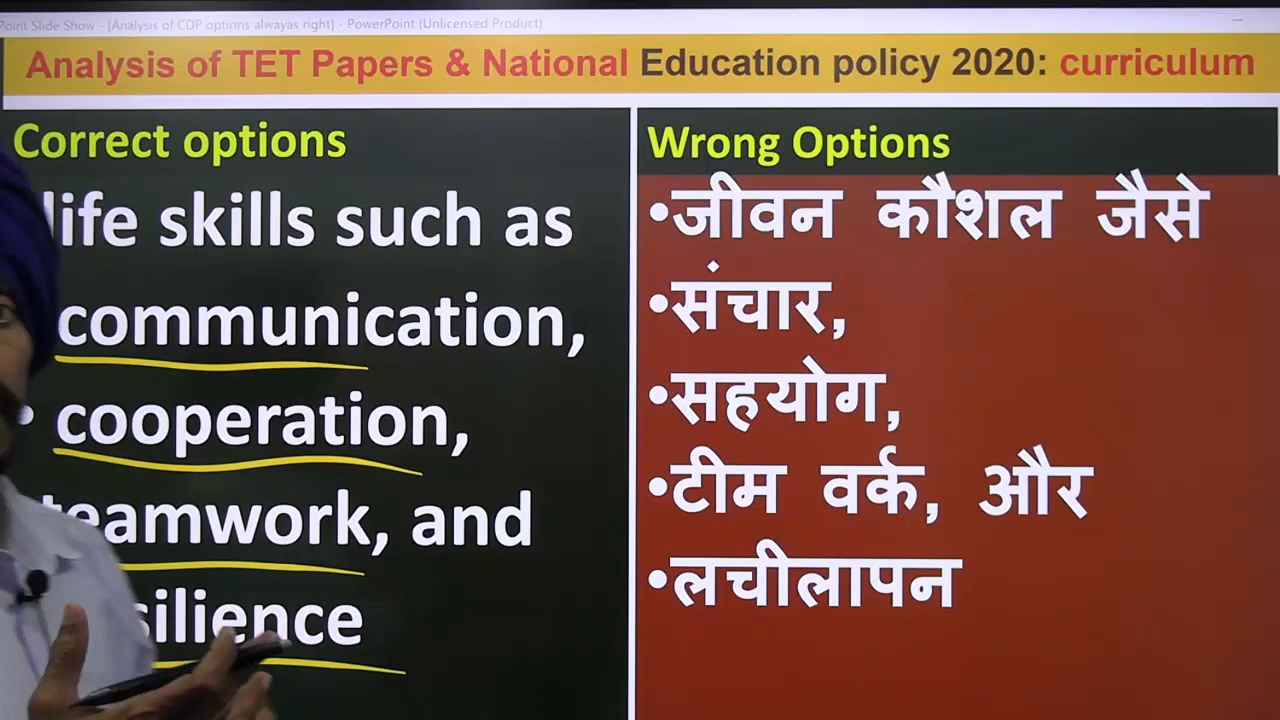 Point Slide Show - [Analysis of CDP options alwayas right] - PowerPoint (Unlicensed Product)
Analysis of TET Papers & National Education policy 2020: curriculum
Correct options
life skills such as
communication,
• cooperation,
teamwork, and
silience
Wrong Options
•जीवन कौशल जैसे
•संचार,
•सहयोग,
•टीम वर्क, और
•लचीलापन